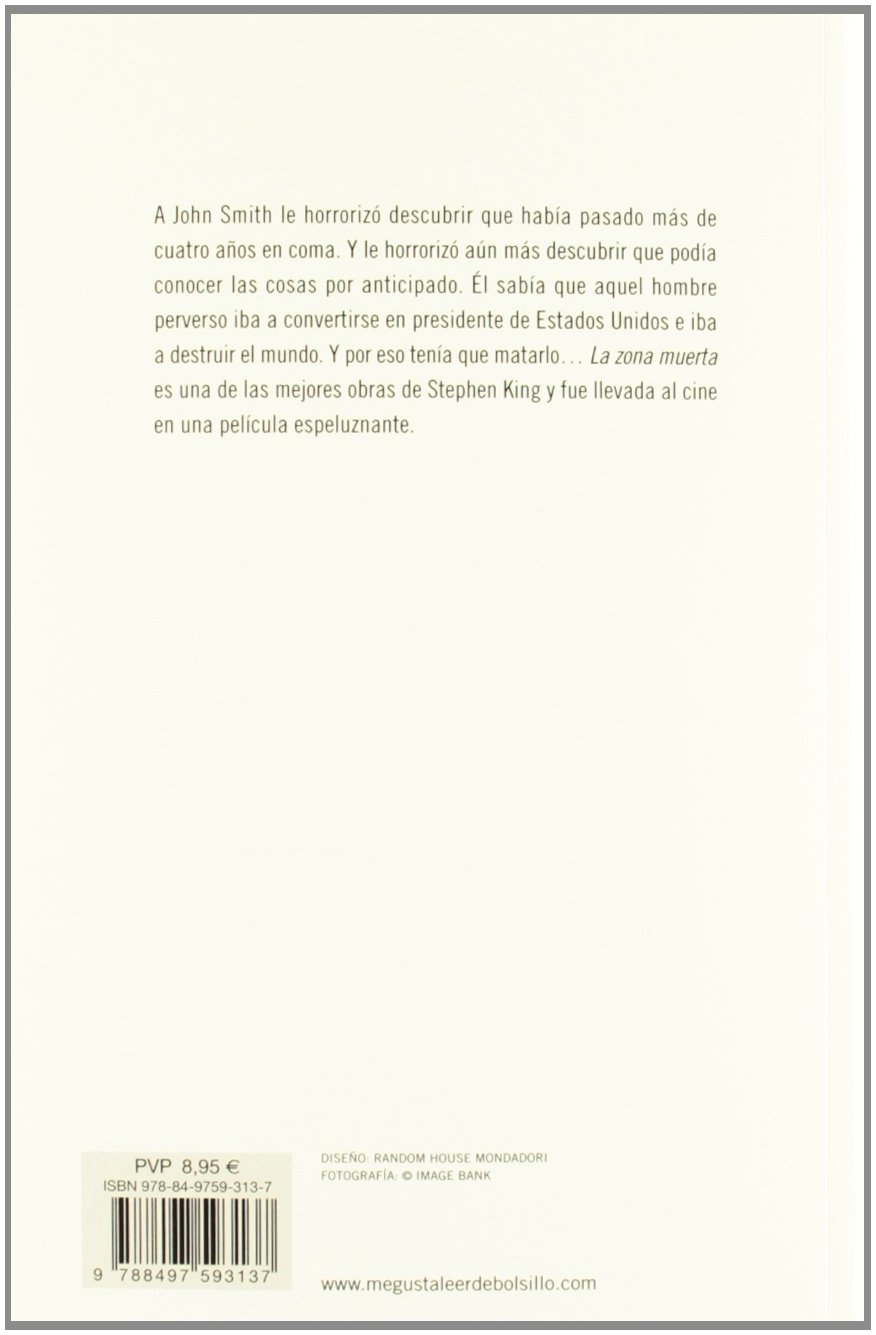 A John Smith le horrorizó descubrir que había pasado más de
cuatro años en coma. Y le horrorizó aún más descubrir que podía
conocer las cosas por anticipado. Él sabía que aquel hombre
perverso iba a convertirse en presidente de Estados Unidos e iba
a destruir el mundo. Y por eso tenía que matarlo... La zona muerta
es una de las mejores obras de Stephen King y fue llevada al cine
en una película espeluznante.
PVP 8,95 €
ISBN 978-84-9759-313-7
9 788497 593137
DISEÑO: RANDOM HOUSE MONDADORI
FOTOGRAFÍA: © IMAGE BANK
www.megustaleerdebolsillo.com